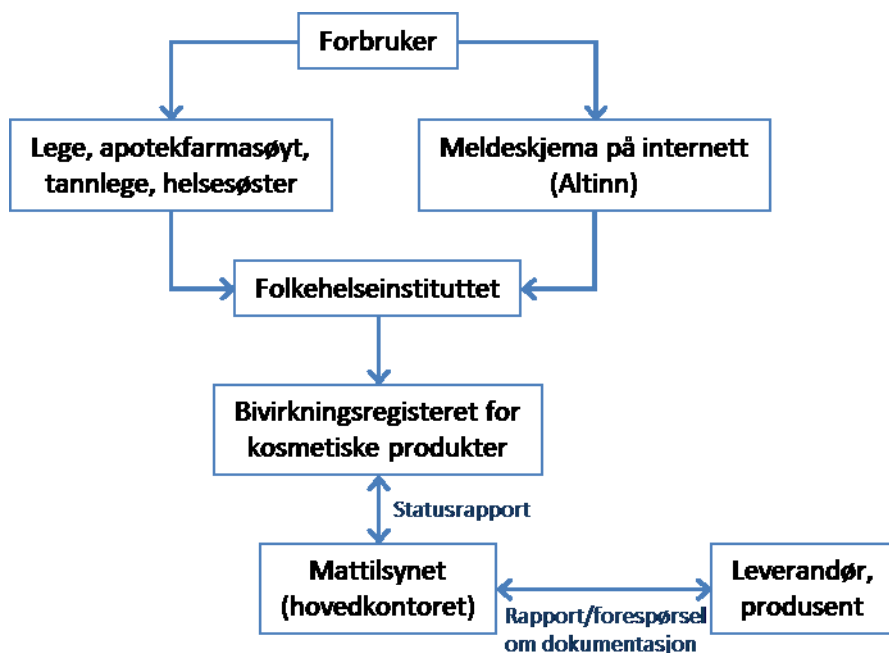 Forbruker
Lege, apotekfarmasøyt,
tannlege, helsesøster
Meldeskjema på internett
(Altinn)
Folkehelseinstituttet
Bivirkningsregisteret for
kosmetiske produkter
Statusrapport
Mattilsynet
(hovedkontoret)
Rapport/forespørsel
om dokumentasjon
Leverandør,
produsent